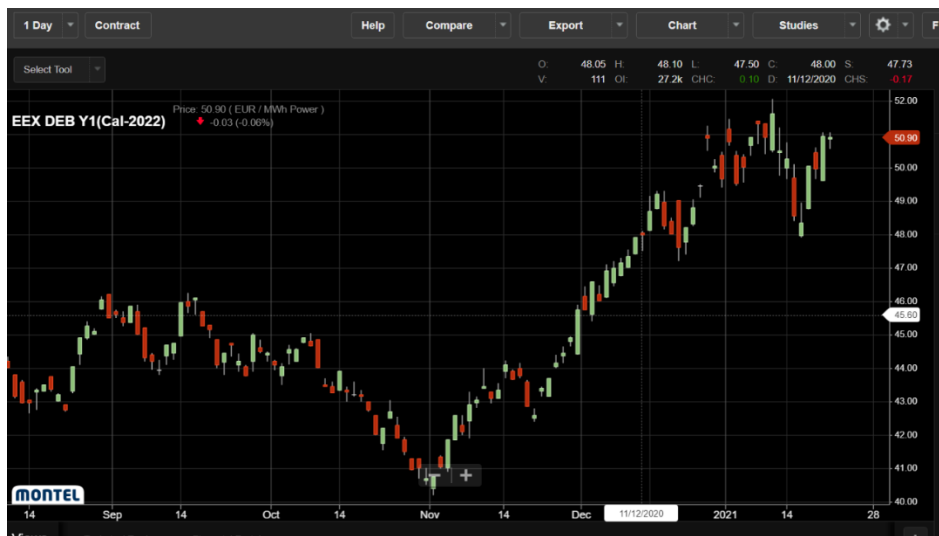 1 Day Contract Help Compare Export Chart Studies F
Select Tool O: 48.05 H: 48.10 L: 47.50 C: 48.00 S: 47.73
V: 111 OI: 27.2k CHC: 0.10 D: 11/12/2020 CHS: -0.17
EEX DEB Y1(Cal-2022) Price: 50.90 ( EUR / MWh Power )
-0.03 (-0.06%)
52.00
50.90
50.00
49.00
48.00
47.00
46.00
45.60
45.00
44.00
43.00
42.00
41.00
40.00
MONTEL
14 Sep 14 Oct 14 Nov 14 Dec 11/12/2020 2021 14 28